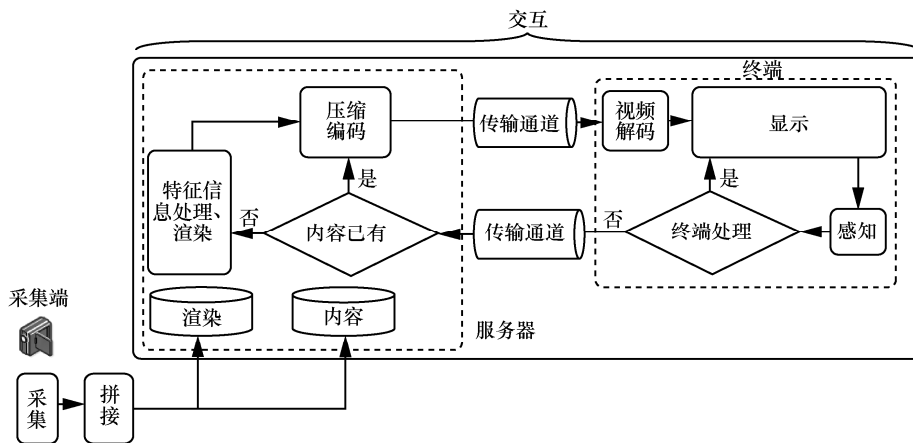 交互
终端
压缩
编码
传输通道
视频
解码
显示
特征信
息处理、
渲染
是
否
内容已有
传输通道
否
是
终端处理
感知
渲染
内容
服务器
采集端
采
集
拼
接